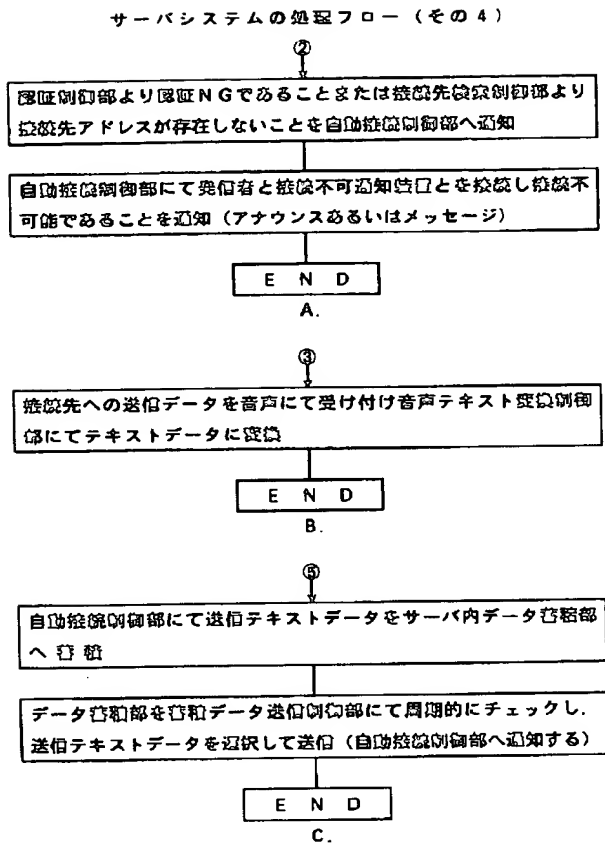 サーバシステムの処理フロー(その4)
②
認証制御部より認証NGであることまたは接続先検索制御部より
接続先アドレスが存在しないことを自動接続制御部へ通知
自動接続制御部にて発信者と接続不可通知装置とを接続し接続不
可能であることを通知(アナウンスあるいはメッセージ)
END
A.
③
接続先への送信データを音声にて受け付け音声テキスト変換制御
部にてテキストデータに変換
END
B.
⑤
自動接続制御部にて送信テキストデータをサーバ内データ蓄積部
へ蓄積
データ蓄積部を蓄積データ送信制御部にて周期的にチェックし,
送信テキストデータを選択して送信(自動接続制御部へ通知する)
END
C.